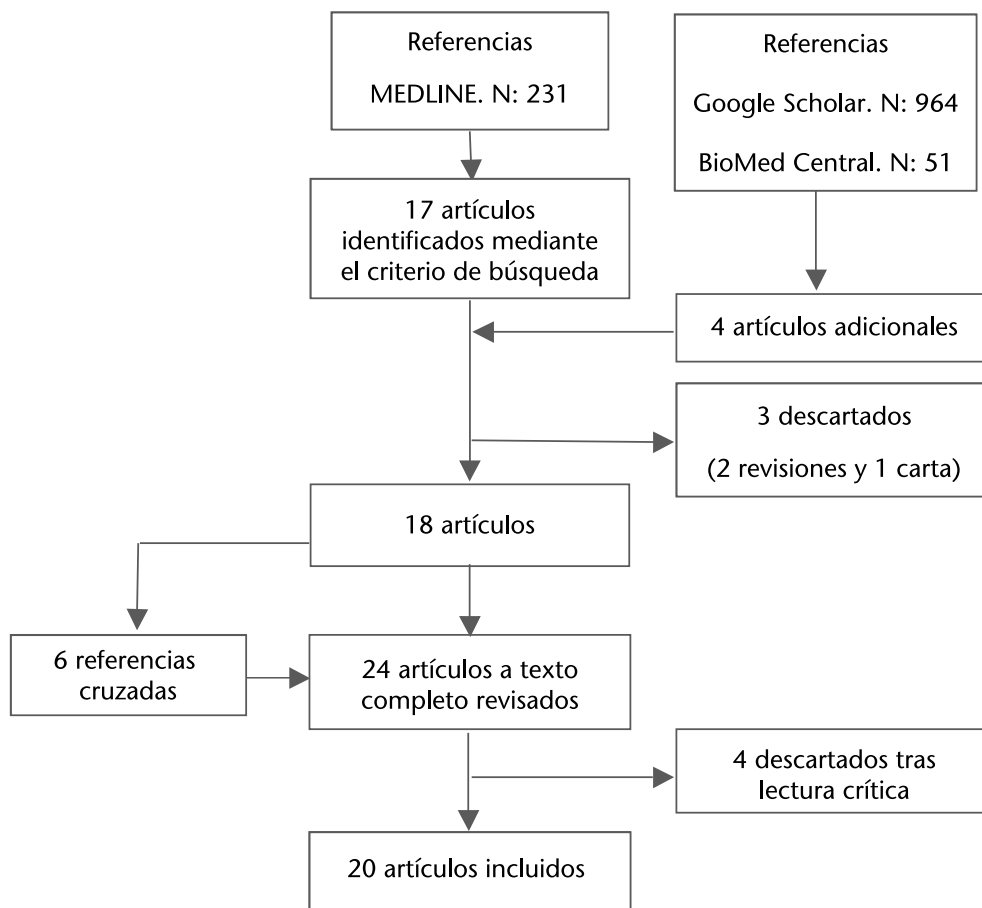 Referencias
MEDLINE. N: 231
Referencias
Google Scholar. N: 964
BioMed Central. N: 51
17 artículos
identificados mediante
el criterio de búsqueda
4 artículos adicionales
3 descartados
(2 revisiones y 1 carta)
18 artículos
6 referencias
cruzadas
24 artículos a texto
completo revisados
4 descartados tras
lectura crítica
20 artículos incluidos